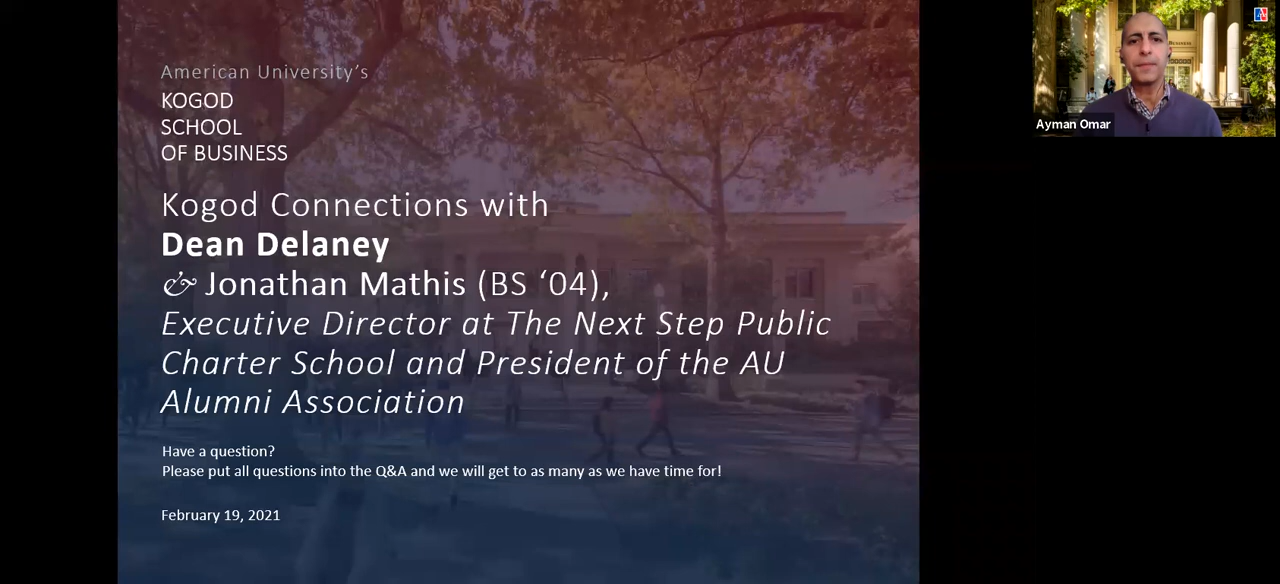 American University’s
KOGOD
SCHOOL
OF BUSINESS
Kogod Connections with
Dean Delaney
& Jonathan Mathis (BS ‘04),
Executive Director at The Next Step Public
Charter School and President of the AU
Alumni Association
Have a question?
Please put all questions into the Q&A and we will get to as many as we have time for!
February 19, 2021
Ayman Omar